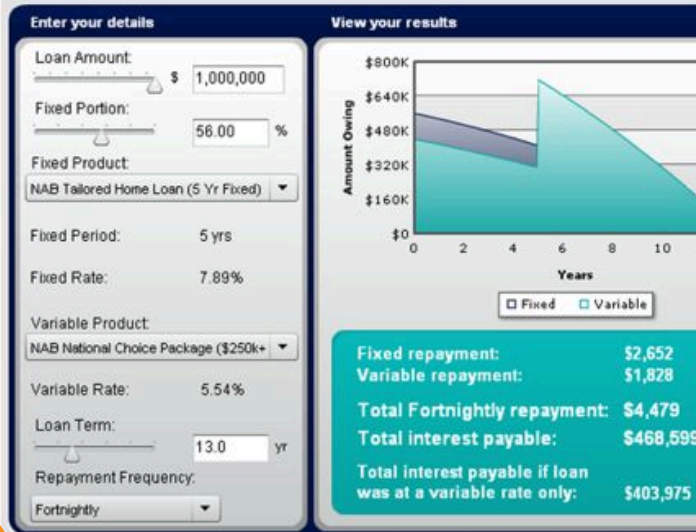 Enter your details
Loan Amount:
$ 1,000,000
Fixed Portion:
56.00 %
Fixed Product:
NAB Tailored Home Loan (5 Yr Fixed)
Fixed Period: 5 yrs
Fixed Rate: 7.89%
Variable Product:
NAB National Choice Package ($250k+
Variable Rate: 5.54%
Loan Term:
13.0 yr
Repayment Frequency:
Fortnightly
View your results
$800K
$640K
$480K
$320K
$160K
$0
Amount Owing
0 2 4 6 8 10
Years
Fixed Variable
Fixed repayment: $2,652
Variable repayment: $1,828
Total Fortnightly repayment: $4,479
Total interest payable: $468,599
Total interest payable if loan
was at a variable rate only: $403,975